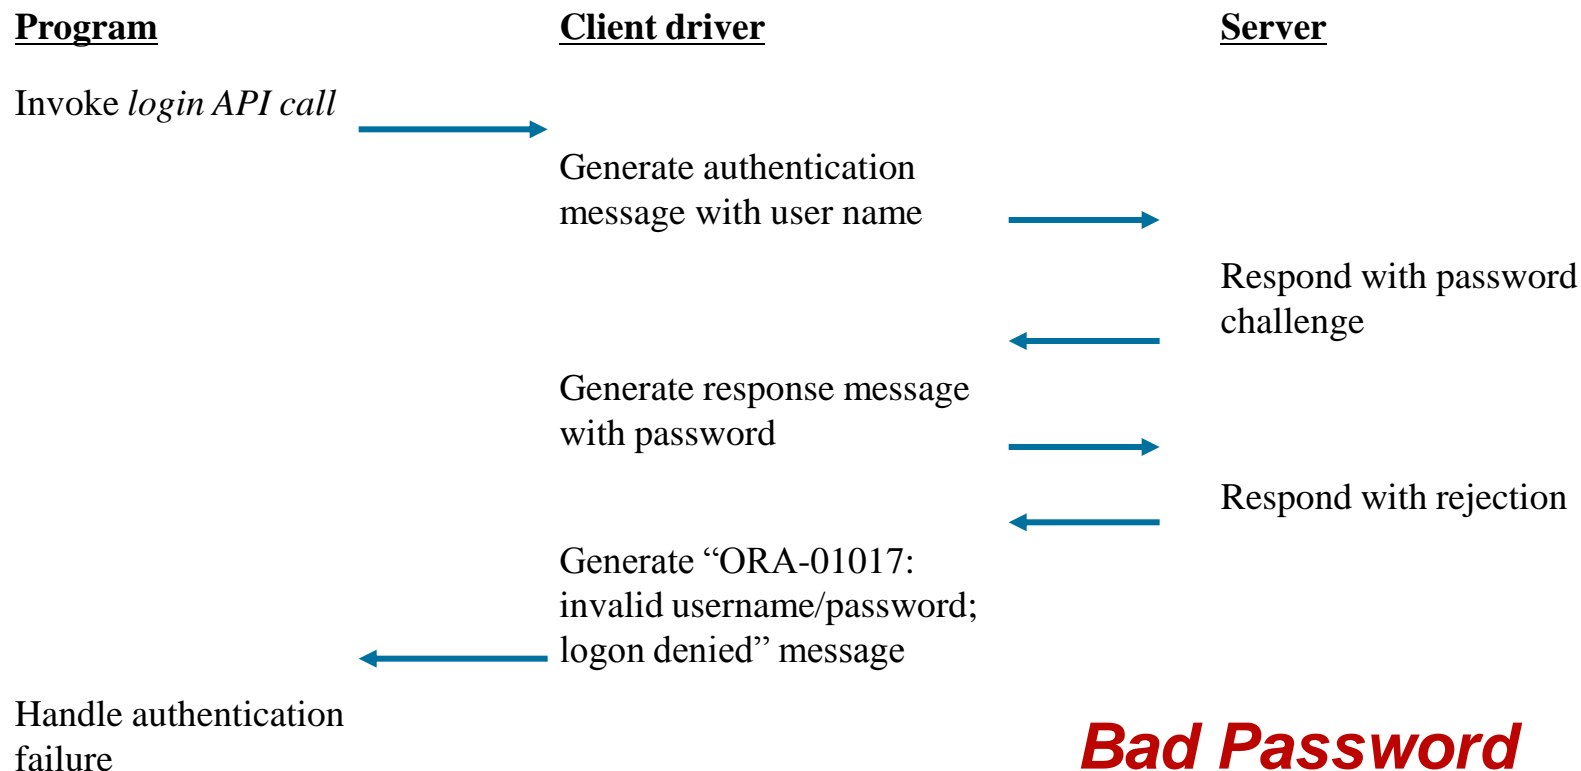 Program
Client driver
Server
Invoke login API call
Generate authentication
message with user name
Respond with password
challenge
Generate response message
with password
Respond with rejection
Generate “ORA-01017:
invalid username/password;
logon denied” message
Handle authentication
failure
Bad Password